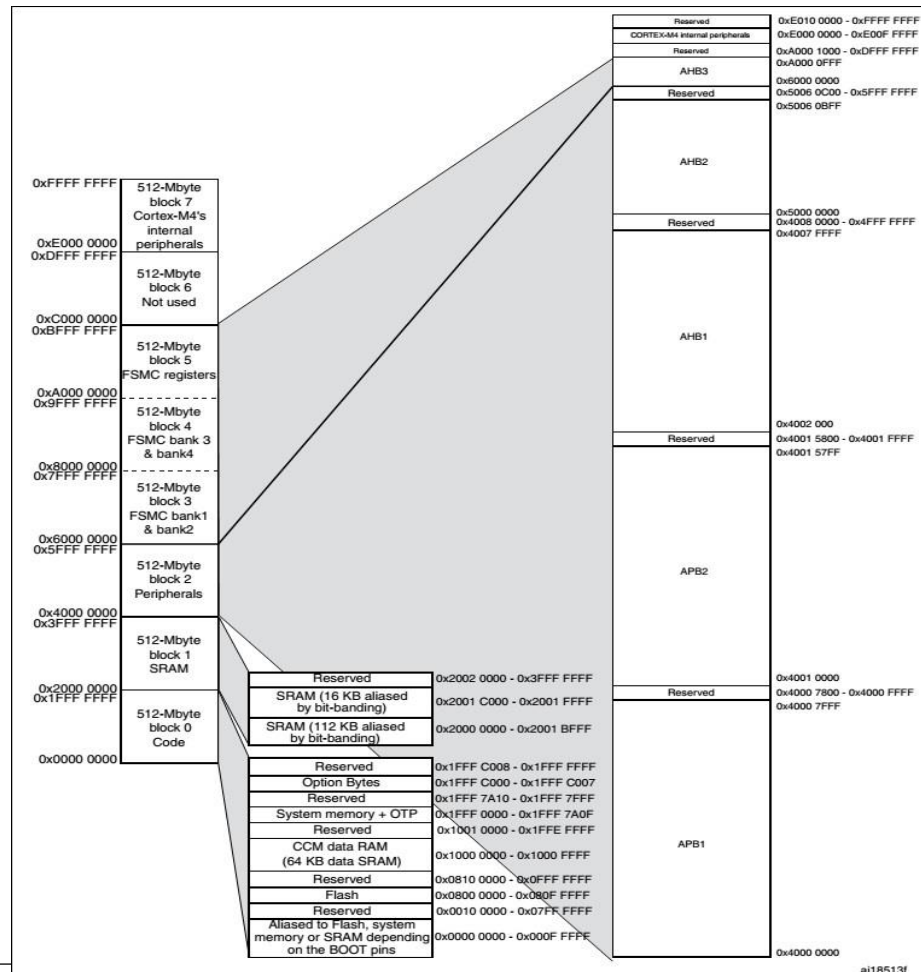 Reserved 0xE010 0000 - 0xFFFF FFFF
CORTEX-M4 internal peripherals 0xE000 0000 - 0xE00F FFFF
Reserved 0xA000 1000 - 0xDFFF FFFF
0xA000 0FFF
AHB3
0x6000 0000
Reserved 0x5006 0C00 - 0x5FFF FFFF
0x5006 0BFF
AHB2
0x5000 0000
Reserved 0x4008 0000 - 0x4FFF FFFF
0x4007 FFFF
AHB1
0x4002 000
Reserved 0x4001 5800 - 0x4001 FFFF
0x4001 57FF
APB2
0x4001 0000
Reserved 0x4000 7800 - 0x4000 FFFF
0x4000 7FFF
APB1
0x4000 0000
0xFFFF FFFF
512-Mbyte
block 7
Cortex-M4's
internal
peripherals
0xE000 0000
0xDFFF FFFF
512-Mbyte
block 6
Not used
0xC000 0000
0xBFFF FFFF
512-Mbyte
block 5
FSMC registers
0xA000 0000
0x9FFF FFFF
512-Mbyte
block 4
FSMC bank 3
& bank4
0x8000 0000
0x7FFF FFFF
512-Mbyte
block 3
FSMC bank1
& bank2
0x6000 0000
0x5FFF FFFF
512-Mbyte
block 2
Peripherals
0x4000 0000
0x3FFF FFFF
512-Mbyte
block 1
SRAM
0x2000 0000
0x1FFF FFFF
512-Mbyte
block 0
Code
0x0000 0000
Reserved 0x2002 0000 - 0x3FFF FFFF
SRAM (16 KB aliased
by bit-banding) 0x2001 C000 - 0x2001 FFFF
SRAM (112 KB aliased
by bit-banding) 0x2000 0000 - 0x2001 BFFF
Reserved 0x1FFF C008 - 0x1FFF FFFF
Option Bytes 0x1FFF C000 - 0x1FFF C007
Reserved 0x1FFF 7A10 - 0x1FFF 7FFF
System memory + OTP 0x1FFF 0000 - 0x1FFF 7A0F
Reserved 0x1001 0000 - 0x1FFE FFFF
CCM data RAM
(64 KB data SRAM) 0x1000 0000 - 0x1000 FFFF
Reserved 0x0810 0000 - 0x0FFF FFFF
Flash 0x0800 0000 - 0x080F FFFF
Reserved 0x0010 0000 - 0x07FF FFFF
Aliased to Flash, system
memory or SRAM depending
on the BOOT pins 0x0000 0000 - 0x000F FFFF
ai18513f